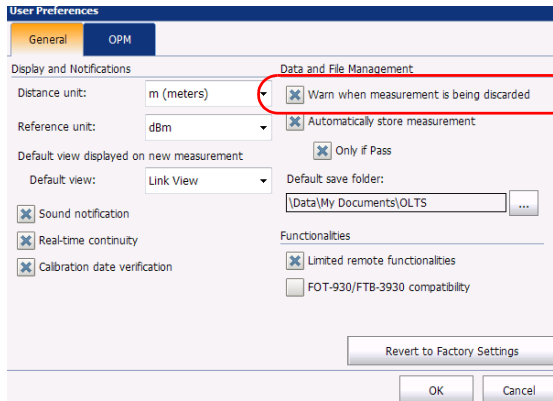 User Preferences
General
OPM
Display and Notifications
Distance unit:
m (meters)
Reference unit:
dBm
Default view displayed on new measurement
Default view:
Link View
Sound notification
Real-time continuity
Calibration date verification
Data and File Management
Warn when measurement is being discarded
Automatically store measurement
Only if Pass
Default save folder:
\Data\My Documents\OLTS
...
Functionalities
Limited remote functionalities
FOT-930/FTB-3930 compatibility
Revert to Factory Settings
OK
Cancel